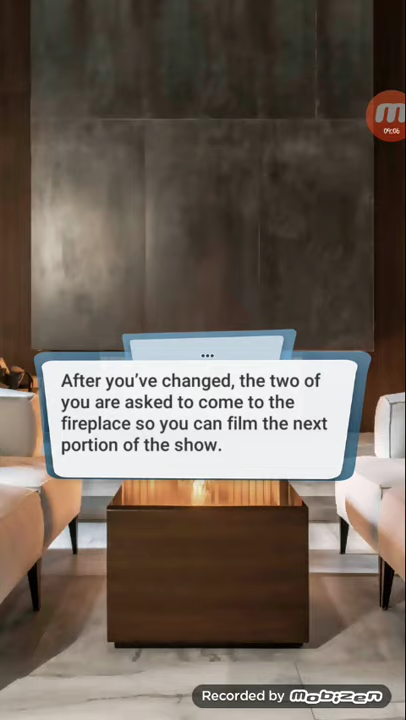 09:06
...
After you've changed, the two of
you are asked to come to the
fireplace so you can film the next
portion of the show.
Recorded by Mobizen